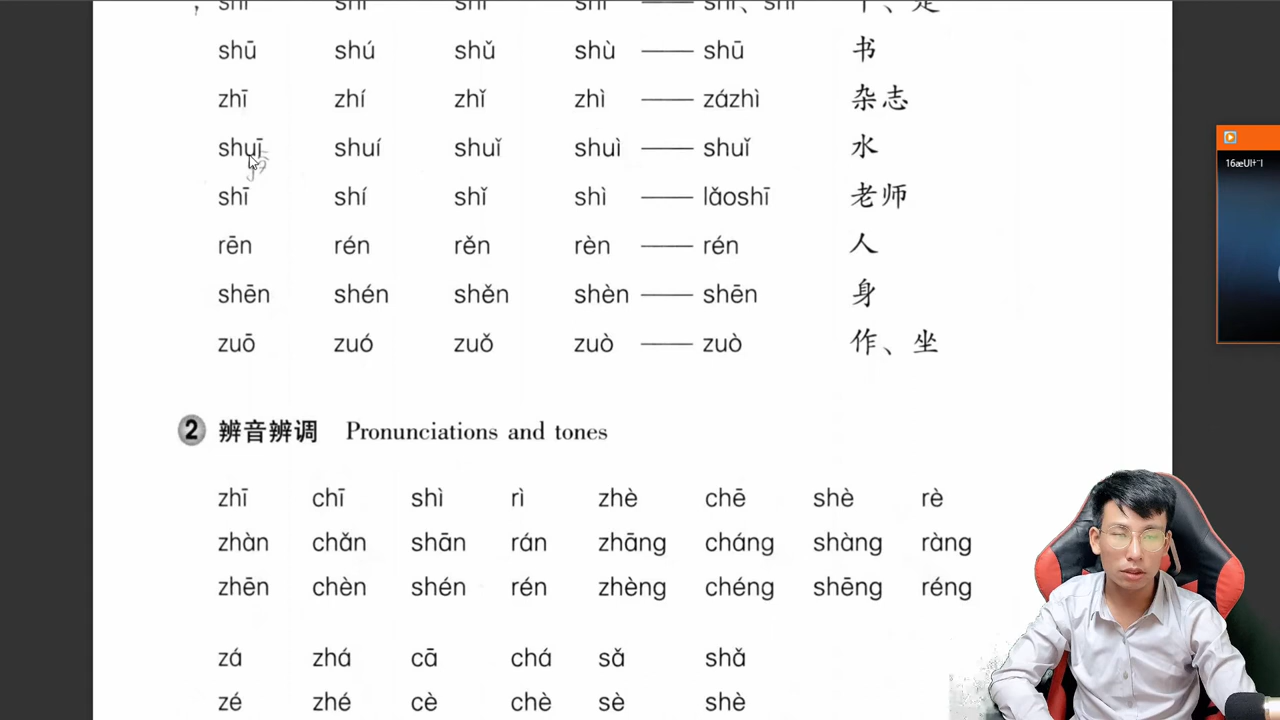 shū shú shǔ shù —— shū 书
zhī zhí zhǐ zhì —— zázhì 杂志
shuī shuí shuǐ shuì —— shuǐ 水
shī shí shǐ shì —— lǎoshī 老师
rēn rén rěn rèn —— rén 人
shēn shén shěn shèn —— shēn 身
zuō zuó zuǒ zuò —— zuò 作、坐
2 辨音辨调 Pronunciations and tones
zhī chī shì rì zhè chē shè rè
zhàn chǎn shān rán zhāng cháng shàng ràng
zhēn chèn shén rén zhèng chéng shēng réng
zá zhá cā chá sǎ shǎ
zé zhé cè chè sè shè